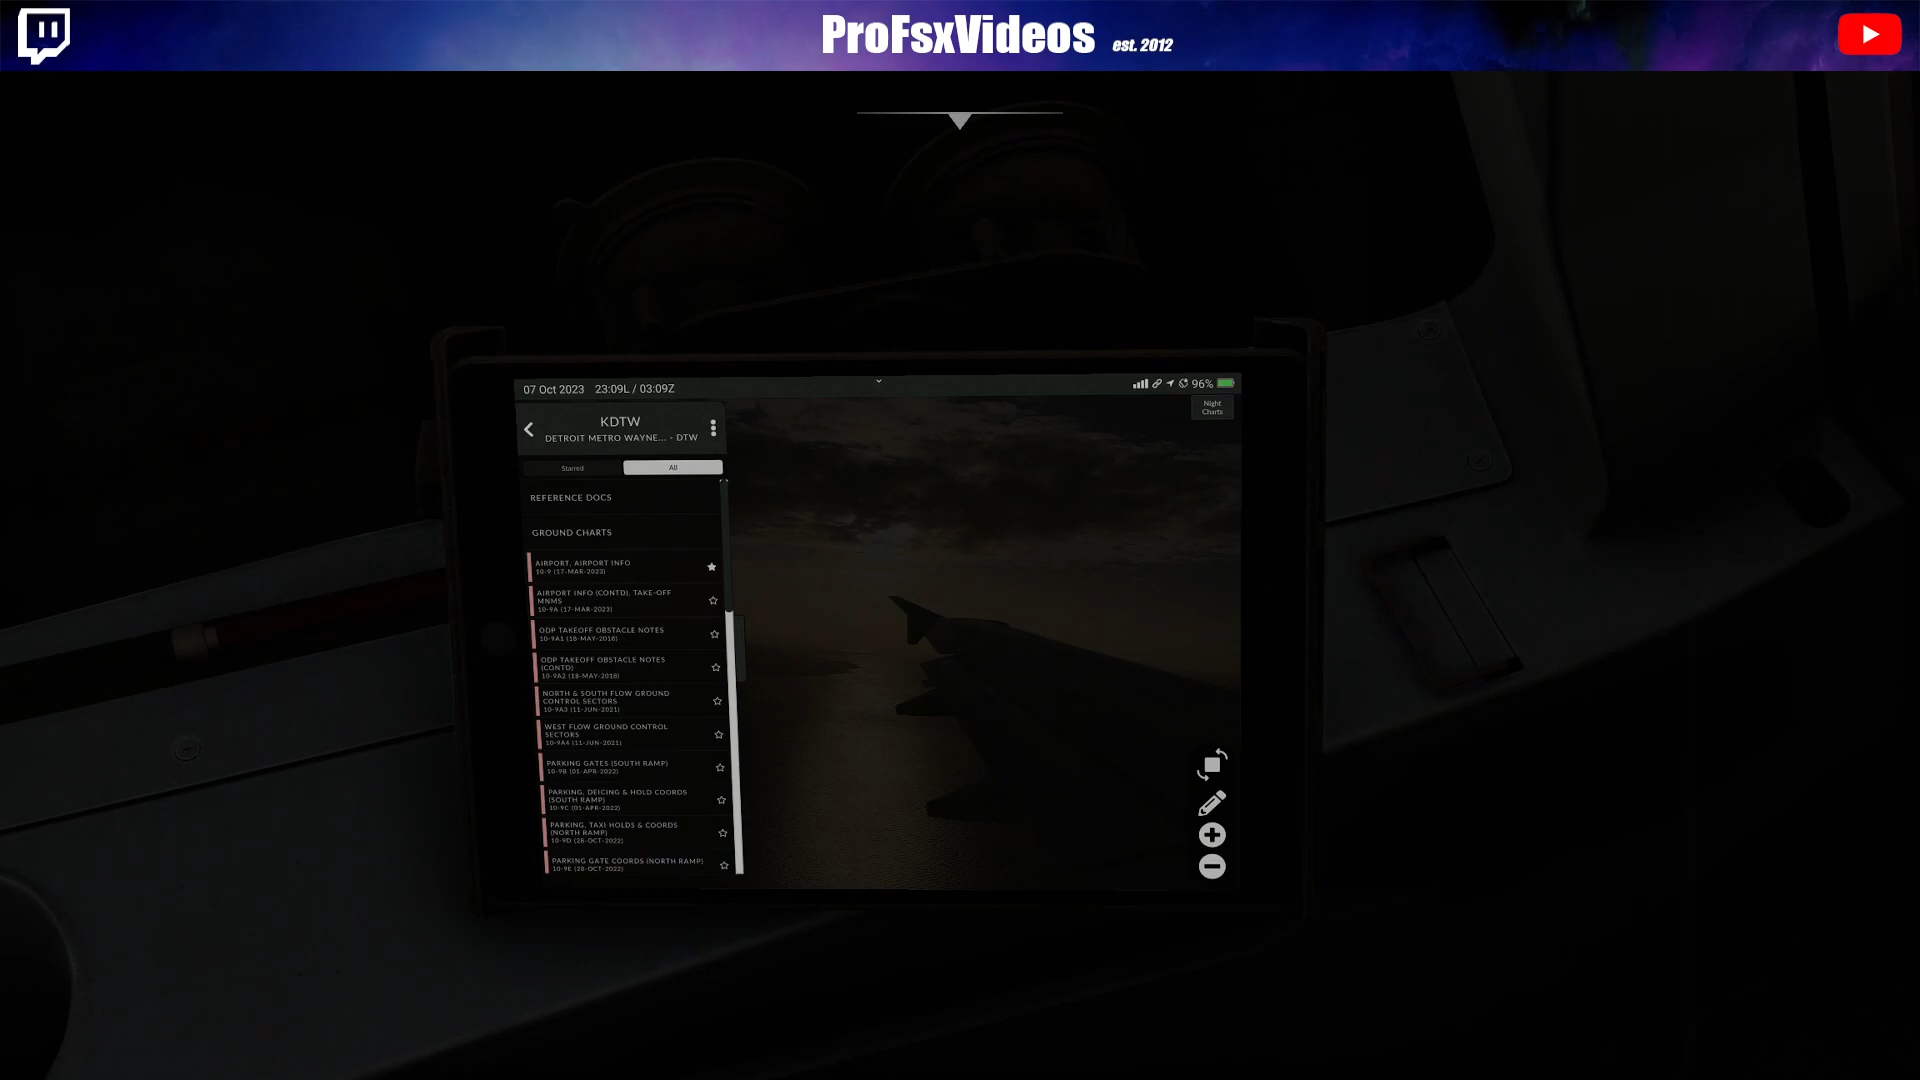 ProFsxVideos est. 2012
07 Oct 2023 23:09L / 03:09Z
96%
Night
Charts
KDTW
DETROIT METRO WAYNE... - DTW
Starred
All
REFERENCE DOCS
GROUND CHARTS
AIRPORT, AIRPORT INFO
10-9 (17-MAR-2023)
AIRPORT INFO (CONTD), TAKE-OFF
MNMS
10-9A (17-MAR-2023)
ODP TAKEOFF OBSTACLE NOTES
10-9A1 (18-MAY-2018)
ODP TAKEOFF OBSTACLE NOTES
(CONTD)
10-9A2 (18-MAY-2018)
NORTH & SOUTH FLOW GROUND
CONTROL SECTORS
10-9A3 (11-JUN-2021)
WEST FLOW GROUND CONTROL
SECTORS
10-9A4 (11-JUN-2021)
PARKING GATES (SOUTH RAMP)
10-9B (01-APR-2022)
PARKING, DEICING & HOLD COORDS
(SOUTH RAMP)
10-9C (01-APR-2022)
PARKING, TAXI HOLDS & COORDS
(NORTH RAMP)
10-9D (28-OCT-2022)
PARKING GATE COORDS (NORTH RAMP)
10-9E (28-OCT-2022)